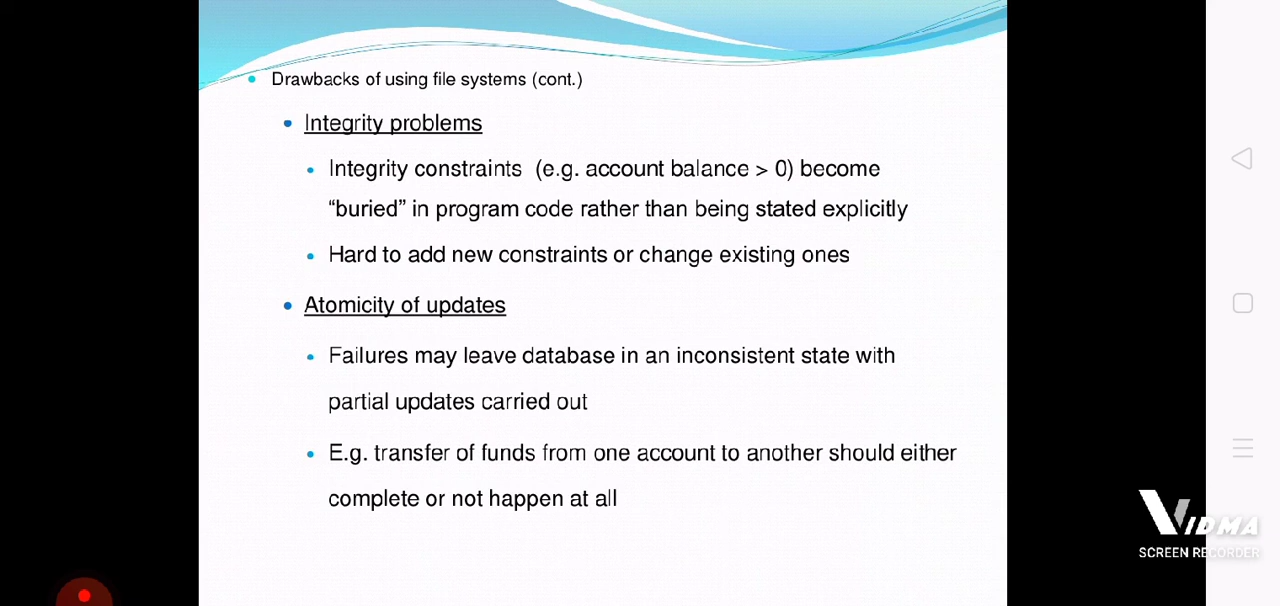 Drawbacks of using file systems (cont.)
Integrity problems
Integrity constraints (e.g. account balance > 0) become
“buried” in program code rather than being stated explicitly
Hard to add new constraints or change existing ones
Atomicity of updates
Failures may leave database in an inconsistent state with
partial updates carried out
E.g. transfer of funds from one account to another should either
complete or not happen at all
VIDMA
SCREEN RECORDER